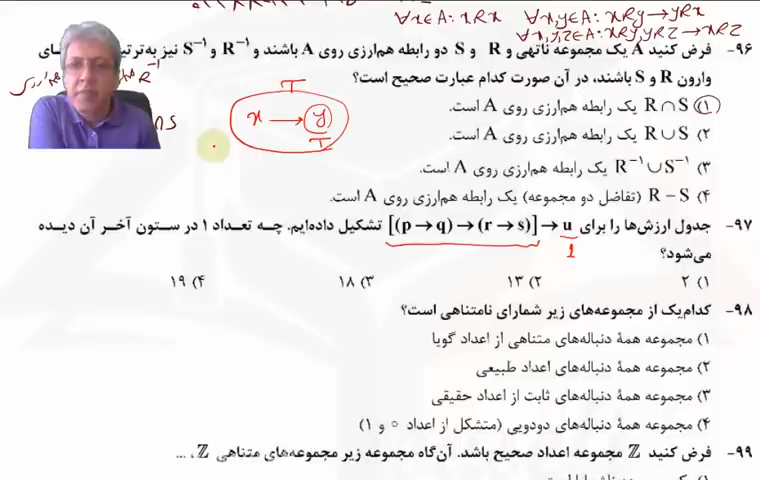 ∀x∈A: xRx ∀x,y∈A: xRy → yRx
∀x,y,z∈A: xRy, yRz → xRz
۹۶- فرض کنید A یک مجموعه ناتهی و R و S دو رابطه هم‌ارزی روی A باشند و R⁻¹ و S⁻¹ نیز به‌ترتیب
وارون R و S باشند، در آن صورت کدام عبارت صحیح است؟
۱) R ∩ S یک رابطه هم‌ارزی روی A است.
۲) R ∪ S یک رابطه هم‌ارزی روی A است.
۳) R⁻¹ ∪ S⁻¹ یک رابطه هم‌ارزی روی A است.
۴) R − S (تفاضل دو مجموعه) یک رابطه هم‌ارزی روی A است.
R⁻¹
∩S
T
x → y
T
۹۷- جدول ارزش‌ها را برای [(p → q) → (r → s)] → u تشکیل داده‌ایم. چه تعداد ۱ در ستون آخر آن دیده
1
می‌شود؟
۱) ۲ ۲) ۱۳ ۳) ۱۸ ۴) ۱۹
۹۸- کدام‌یک از مجموعه‌های زیر شمارای نامتناهی است؟
۱) مجموعه همۀ دنباله‌های متناهی از اعداد گویا
۲) مجموعه همۀ دنباله‌های اعداد طبیعی
۳) مجموعه همۀ دنباله‌های ثابت از اعداد حقیقی
۴) مجموعه همۀ دنباله‌های دودویی (متشکل از اعداد ۰ و ۱)
۹۹- فرض کنید ℤ مجموعه اعداد صحیح باشد. آن‌گاه مجموعه زیر مجموعه‌های متناهی ℤ، ...